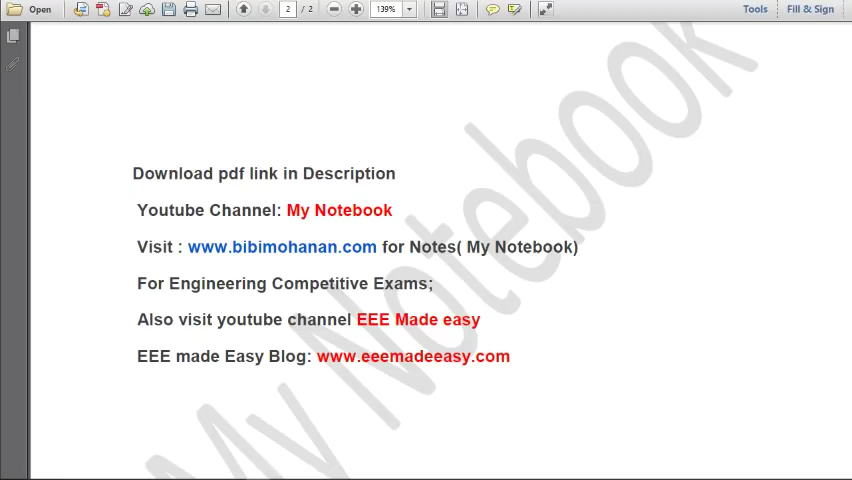 Open 2 / 2 139% Tools Fill & Sign
Download pdf link in Description
Youtube Channel: My Notebook
Visit : www.bibimohanan.com for Notes( My Notebook)
For Engineering Competitive Exams;
Also visit youtube channel EEE Made easy
EEE made Easy Blog: www.eeemadeeasy.com
My Notebook